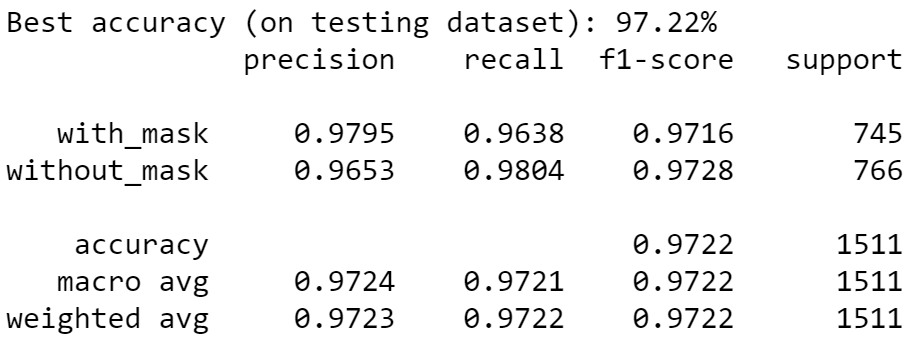 Best accuracy (on testing dataset): 97.22%
precision recall f1-score support
with_mask 0.9795 0.9638 0.9716 745
without_mask 0.9653 0.9804 0.9728 766
accuracy 0.9722 1511
macro avg 0.9724 0.9721 0.9722 1511
weighted avg 0.9723 0.9722 0.9722 1511